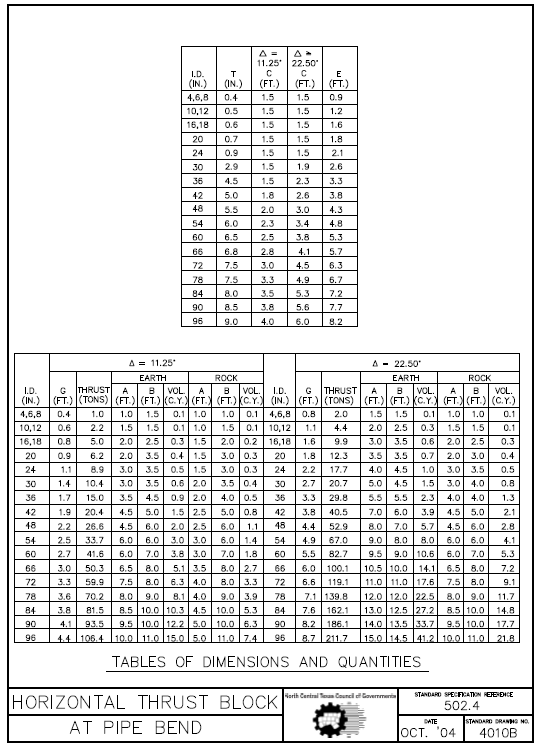 Δ = 11.25° Δ ≥ 22.50°
I.D. (IN.) T (IN.) C (FT.) C (FT.) E (FT.)
4,6,8 0.4 1.5 1.5 0.9
10,12 0.5 1.5 1.5 1.2
16,18 0.6 1.5 1.5 1.6
20 0.7 1.5 1.5 1.8
24 0.9 1.5 1.5 2.1
30 2.9 1.5 1.9 2.6
36 4.5 1.5 2.3 3.3
42 5.0 1.8 2.6 3.8
48 5.5 2.0 3.0 4.3
54 6.0 2.3 3.4 4.8
60 6.5 2.5 3.8 5.3
66 6.8 2.8 4.1 5.7
72 7.5 3.0 4.5 6.3
78 7.5 3.3 4.9 6.7
84 8.0 3.5 5.3 7.2
90 8.5 3.8 5.6 7.7
96 9.0 4.0 6.0 8.2
Δ = 11.25° Δ = 22.50°
EARTH ROCK EARTH ROCK
I.D. (IN.) G (FT.) THRUST (TONS) A (FT.) B (FT.) VOL. (C.Y.) A (FT.) B (FT.) VOL. (C.Y.) I.D. (IN.) G (FT.) THRUST (TONS) A (FT.) B (FT.) VOL. (C.Y.) A (FT.) B (FT.) VOL. (C.Y.)
4,6,8 0.4 1.0 1.0 1.5 0.1 1.0 1.0 0.1 4,6,8 0.8 2.0 1.5 1.5 0.1 1.0 1.0 0.1
10,12 0.6 2.2 1.5 1.5 0.1 1.0 1.5 0.1 10,12 1.1 4.4 2.0 2.5 0.3 1.5 1.5 0.1
16,18 0.8 5.0 2.0 2.5 0.3 1.5 2.0 0.2 16,18 1.6 9.9 3.0 3.5 0.6 2.0 2.5 0.3
20 0.9 6.2 2.0 3.5 0.4 1.5 3.0 0.3 20 1.8 12.3 3.5 3.5 0.7 2.0 3.0 0.4
24 1.1 8.9 3.0 3.5 0.5 1.5 3.0 0.3 24 2.2 17.7 4.0 4.5 1.0 3.0 3.5 0.5
30 1.4 10.4 3.0 3.5 0.6 2.0 3.5 0.4 30 2.7 20.7 5.0 4.5 1.5 3.0 4.0 0.8
36 1.7 15.0 3.5 4.5 0.9 2.0 4.0 0.5 36 3.3 29.8 5.5 5.5 2.3 4.0 4.0 1.3
42 1.9 20.4 4.5 5.0 1.5 2.5 5.0 0.8 42 3.8 40.5 7.0 6.0 3.9 4.5 5.0 2.1
48 2.2 26.6 4.5 6.0 2.0 2.5 6.0 1.1 48 4.4 52.9 8.0 7.0 5.7 4.5 6.0 2.8
54 2.5 33.7 6.0 6.0 3.0 3.0 6.0 1.4 54 4.9 67.0 9.0 8.0 8.0 6.0 6.0 4.1
60 2.7 41.6 6.0 7.0 3.8 3.0 7.0 1.8 60 5.5 82.7 9.5 9.0 10.6 6.0 7.0 5.3
66 3.0 50.3 6.5 8.0 5.1 3.5 8.0 2.7 66 6.0 100.1 10.5 10.0 14.1 6.5 8.0 7.2
72 3.3 59.9 7.5 8.0 6.3 4.0 8.0 3.3 72 6.6 119.1 11.0 11.0 17.6 7.5 8.0 9.1
78 3.6 70.2 8.0 9.0 8.1 4.0 9.0 3.9 78 7.1 139.8 12.0 12.0 22.5 8.0 9.0 11.7
84 3.8 81.5 8.5 10.0 10.3 4.5 10.0 5.3 84 7.6 162.1 13.0 12.5 27.2 8.5 10.0 14.8
90 4.1 93.5 9.5 10.0 12.2 5.0 10.0 6.3 90 8.2 186.1 14.0 13.5 33.7 9.5 10.0 17.7
96 4.4 106.4 10.0 11.0 15.0 5.0 11.0 7.4 96 8.7 211.7 15.0 14.5 41.2 10.0 11.0 21.8
TABLES OF DIMENSIONS AND QUANTITIES
HORIZONTAL THRUST BLOCK
AT PIPE BEND
North Central Texas Council of Governments
STANDARD SPECIFICATION REFERENCE
502.4
DATE
OCT. '04
STANDARD DRAWING NO.
4010B